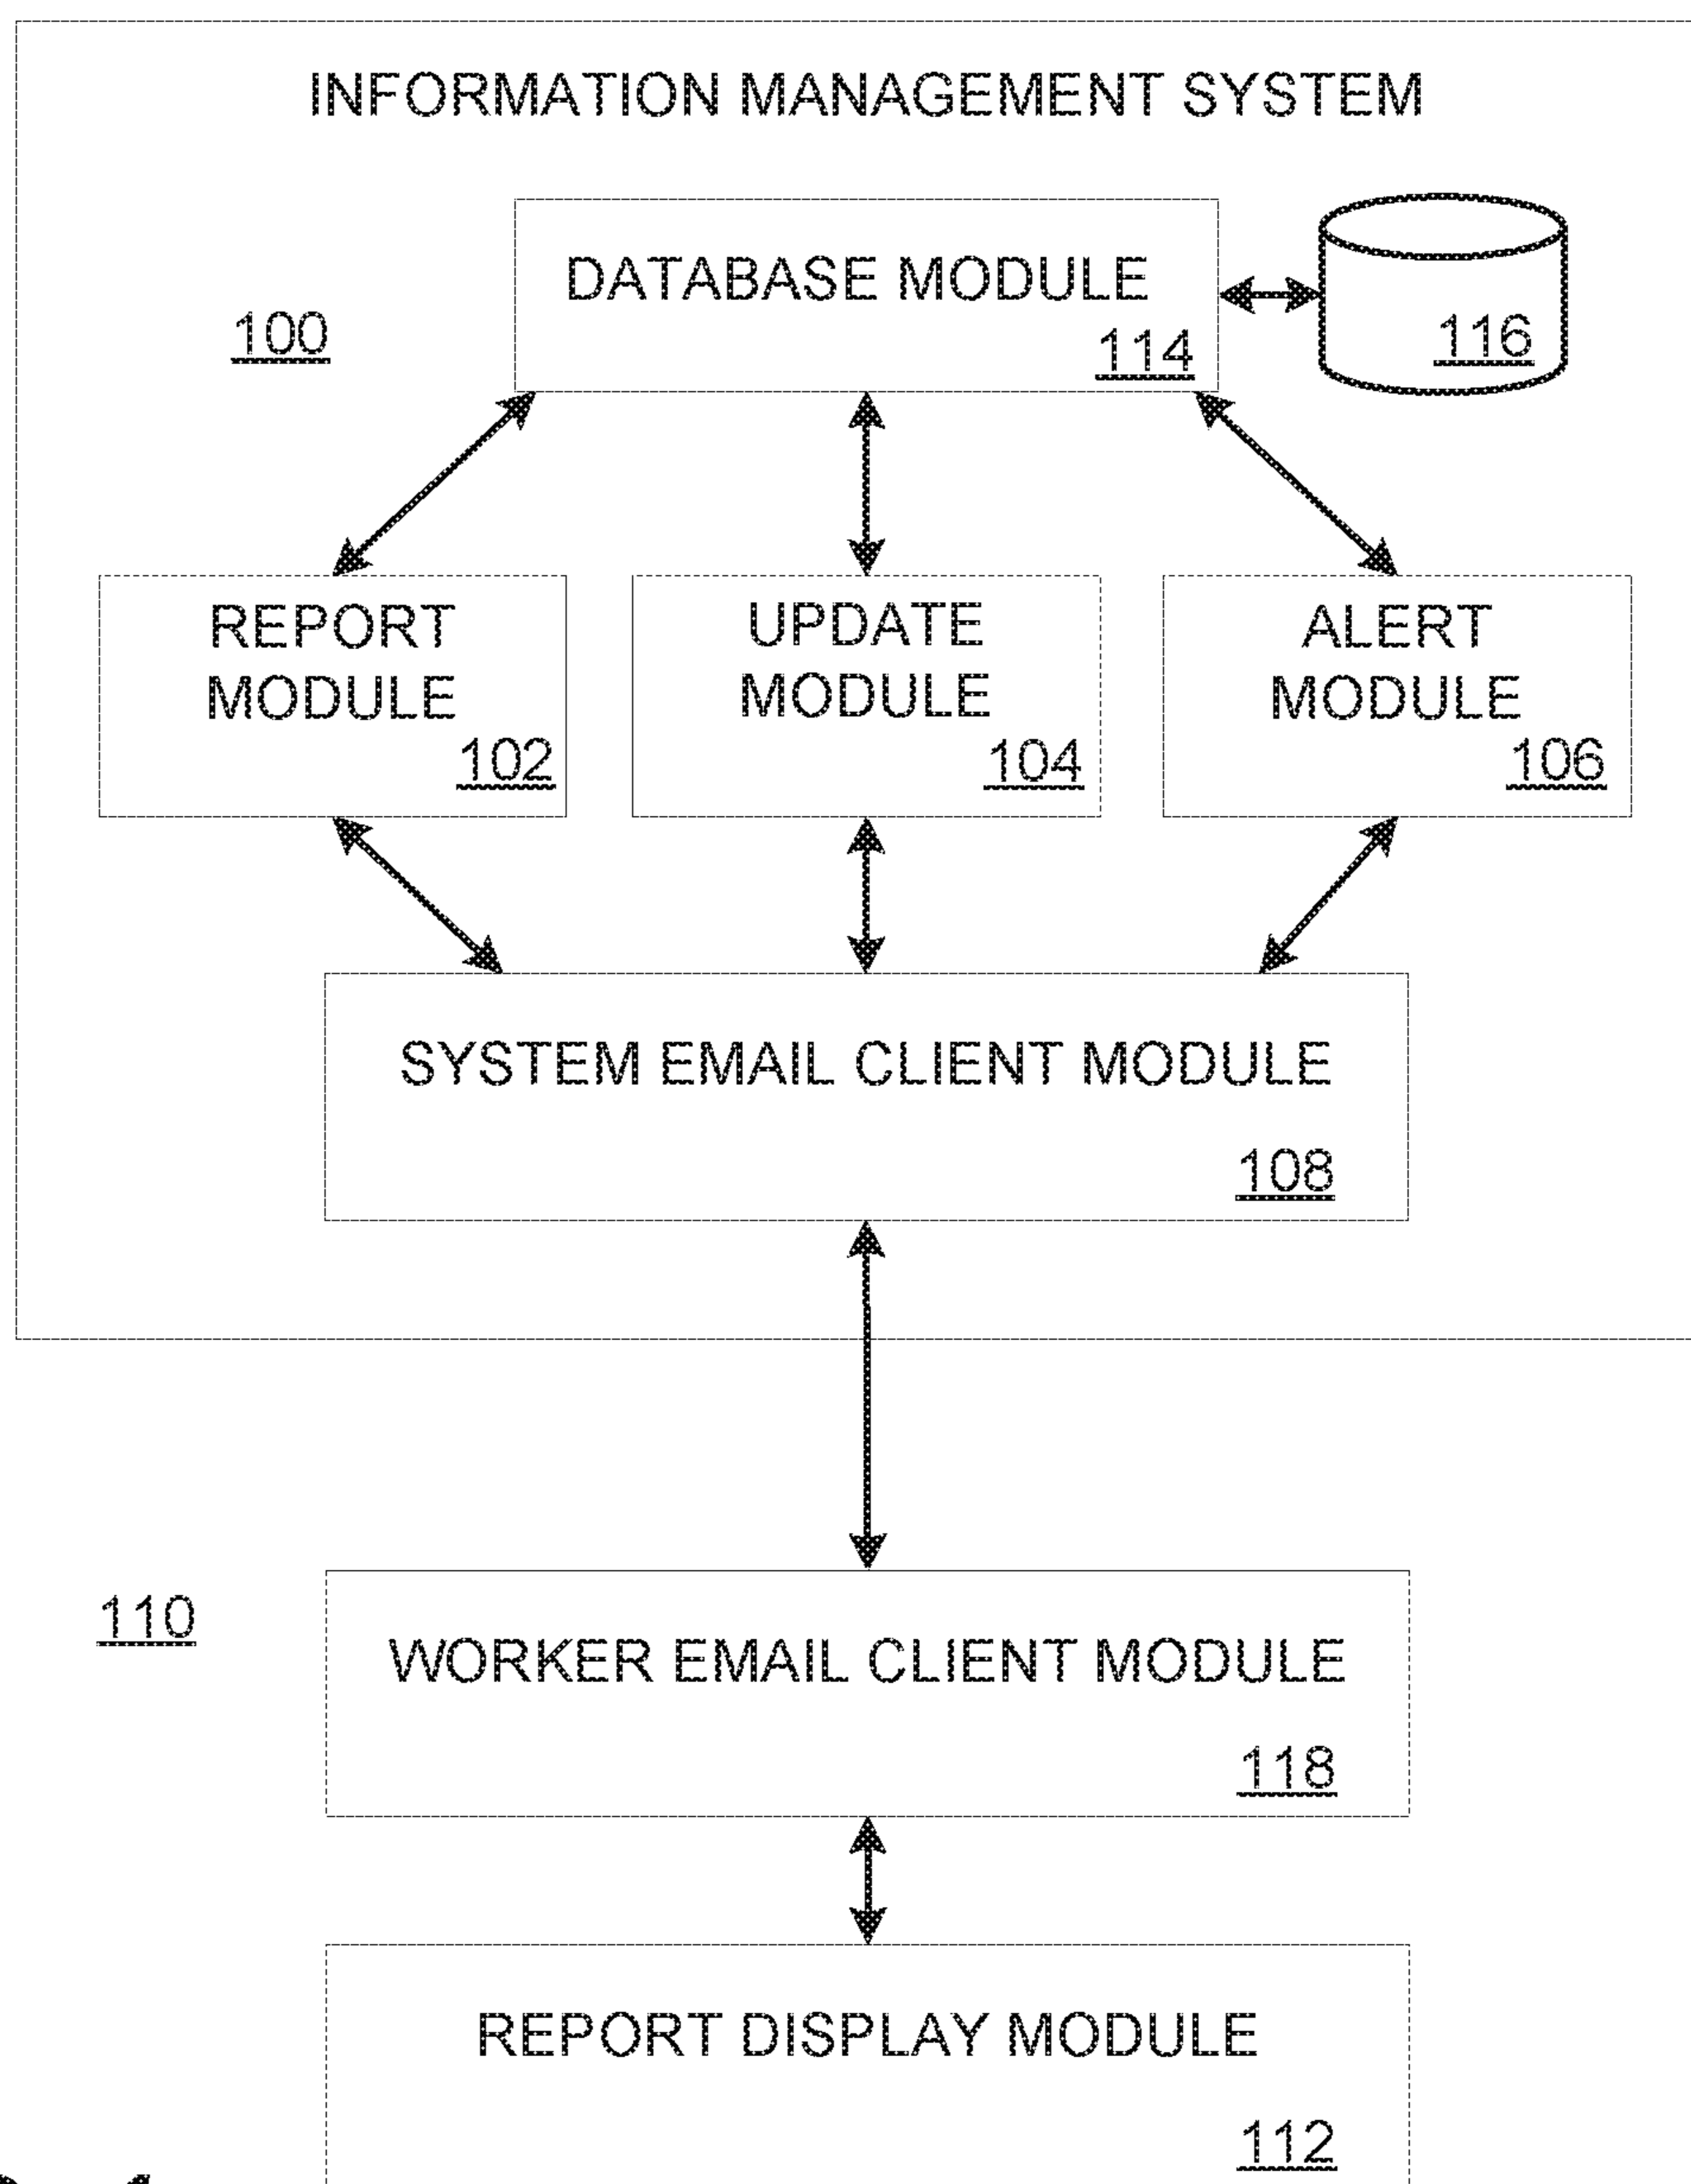 INFORMATION MANAGEMENT SYSTEM
DATABASE MODULE
114
116
100
REPORT
MODULE
102
UPDATE
MODULE
104
ALERT
MODULE
106
SYSTEM EMAIL CLIENT MODULE
108
110
WORKER EMAIL CLIENT MODULE
118
REPORT DISPLAY MODULE
112